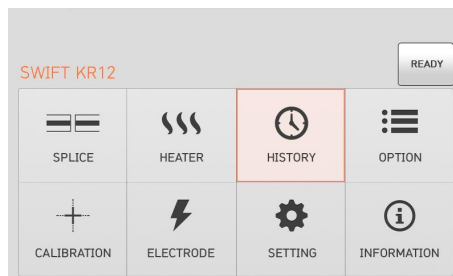 SWIFT KR12
READY
SPLICE
HEATER
HISTORY
OPTION
CALIBRATION
ELECTRODE
SETTING
INFORMATION